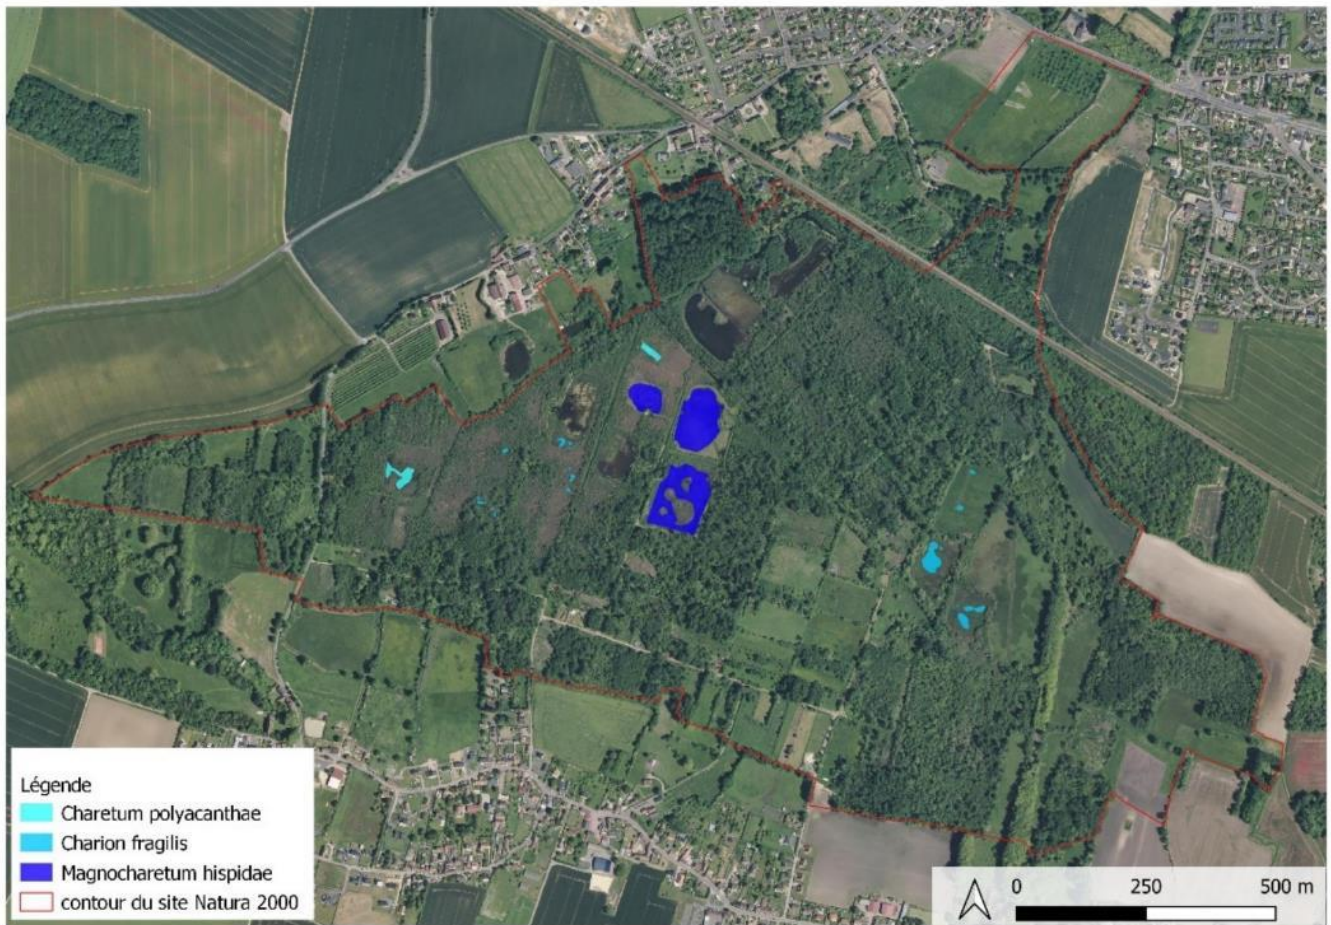 Légende
Charetum polyacanthae
Charion fragilis
Magnocharetum hispidae
contour du site Natura 2000
0 250 500 m